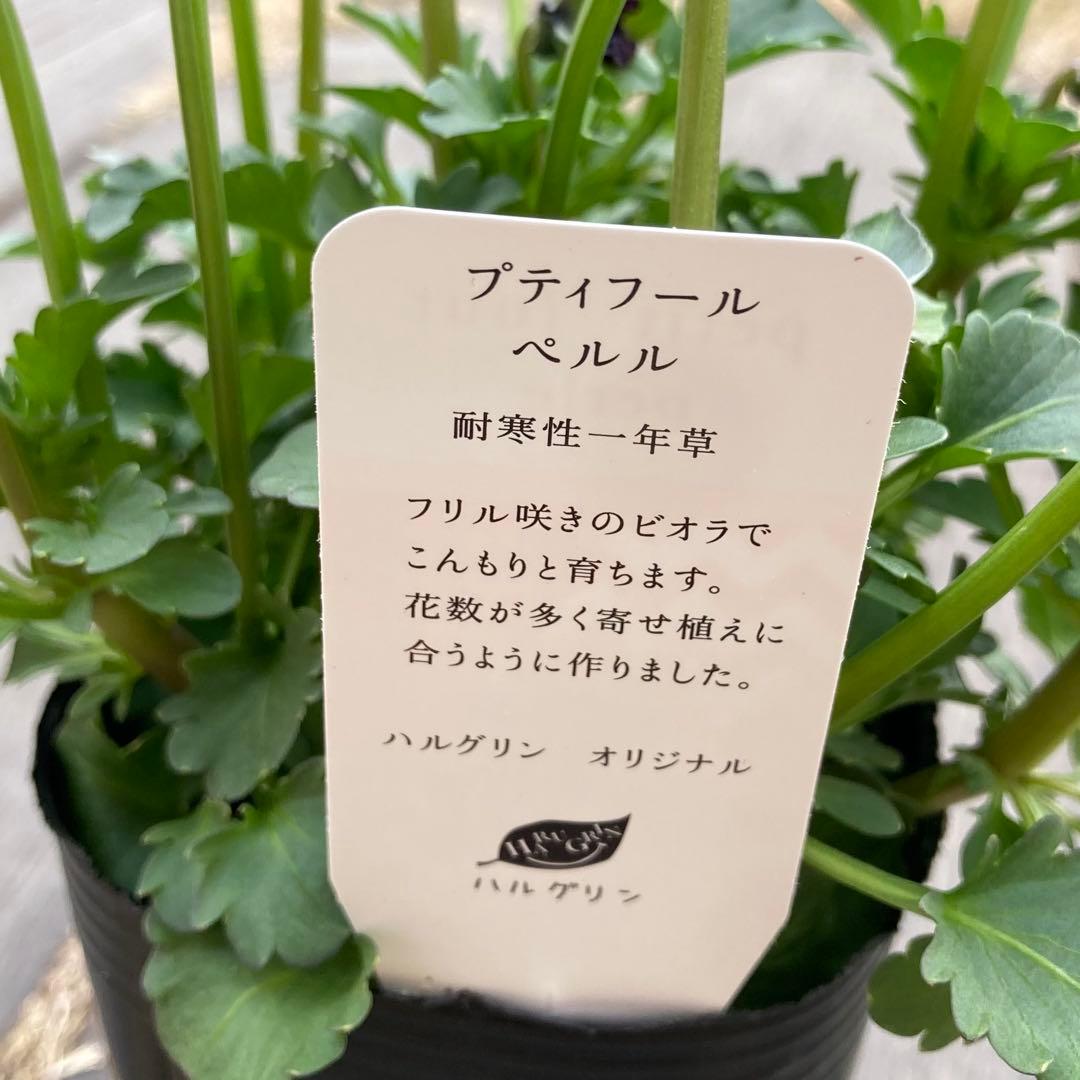 プティフール
ペルル
耐寒性一年草
フリル咲きのビオラで
こんもりと育ちます。
花数が多く寄せ植えに
合うように作りました。
ハルグリン　オリジナル
HARU GRIN
ハルグリン